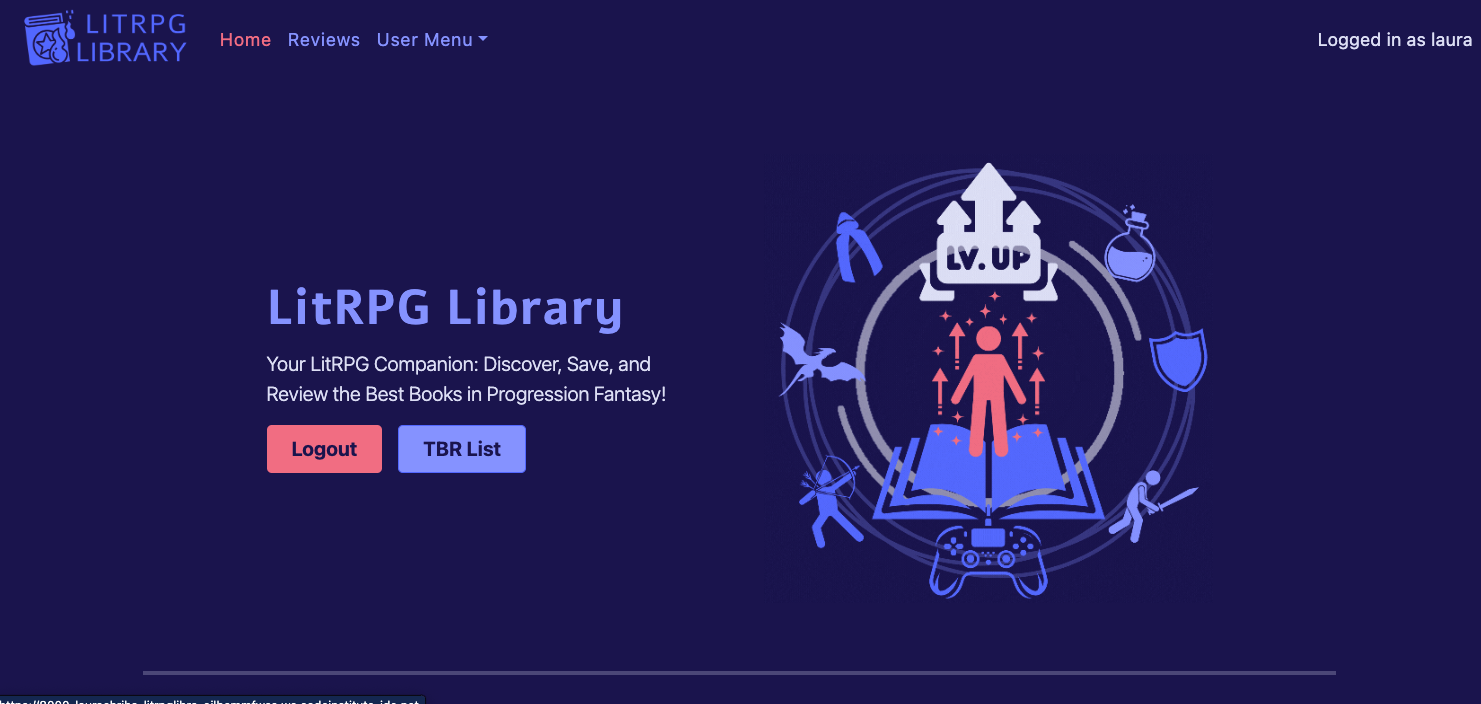 LITRPG
LIBRARY
Home Reviews User Menu
Logged in as laura
LV. UP
LitRPG Library
Your LitRPG Companion: Discover, Save, and
Review the Best Books in Progression Fantasy!
Logout TBR List